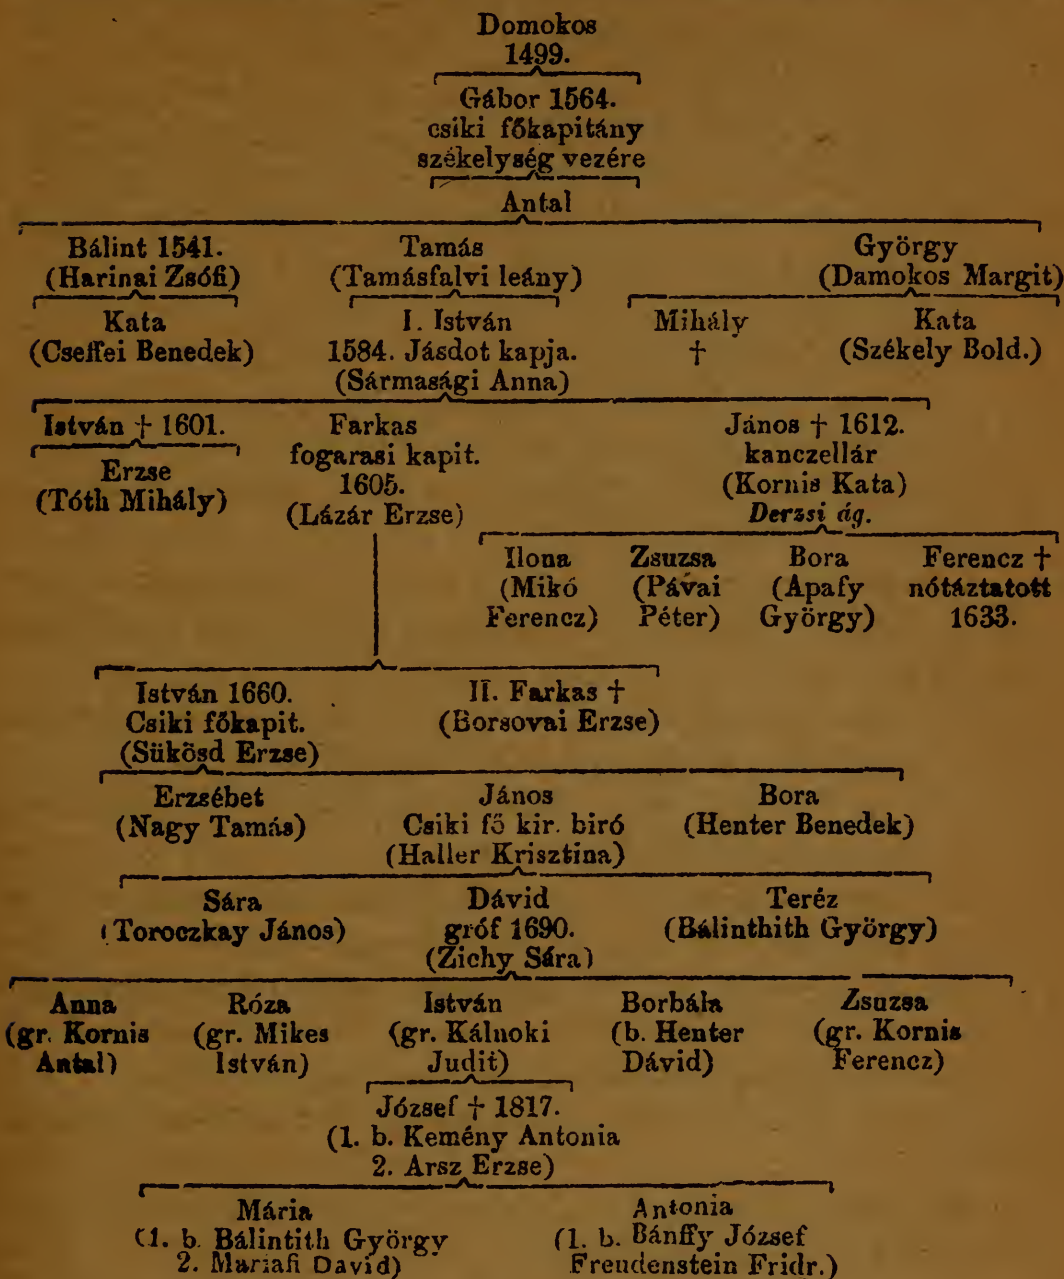 Domokos
1499.
Gábor 1564.
csiki főkapitány
székelység vezére
Antal
Bálint 1541. Tamás György
(Harinai Zsófi) (Tamásfalvi leány) (Damokos Margit)
Kata I. István Mihály Kata
(Cseffei Benedek) 1584. Jásdot kapja. † (Székely Bold.)
(Sármasági Anna)
István † 1601. Farkas János † 1612.
Erzse fogarasi kapit. kanczellár
(Tóth Mihály) 1605. (Kornis Kata)
(Lázár Erzse) Derzsi ág.
Ilona Zsuzsa Bora Ferencz †
(Mikó (Pávai (Apafy nótáztatott
Ferencz) Péter) György) 1633.
István 1660. II. Farkas †
Csiki főkapit. (Borsovai Erzse)
(Sükösd Erzse)
Erzsébet János Bora
(Nagy Tamás) Csiki fő kir. biró (Henter Benedek)
(Haller Krisztina)
Sára Dávid Teréz
(Toroczkay János) gróf 1690. (Bálinthith György)
(Zichy Sára)
Anna Róza István Borbála Zsuzsa
(gr. Kornis (gr. Mikes (gr. Kálnoki (b. Henter (gr. Kornis
Antal) István) Judit) Dávid) Ferencz)
József † 1817.
(1. b. Kemény Antonia
2. Arsz Erzse)
Mária Antonia
(1. b. Bálintith György (1. b. Bánffy József
2. Mariafi David) Freudenstein Fridr.)